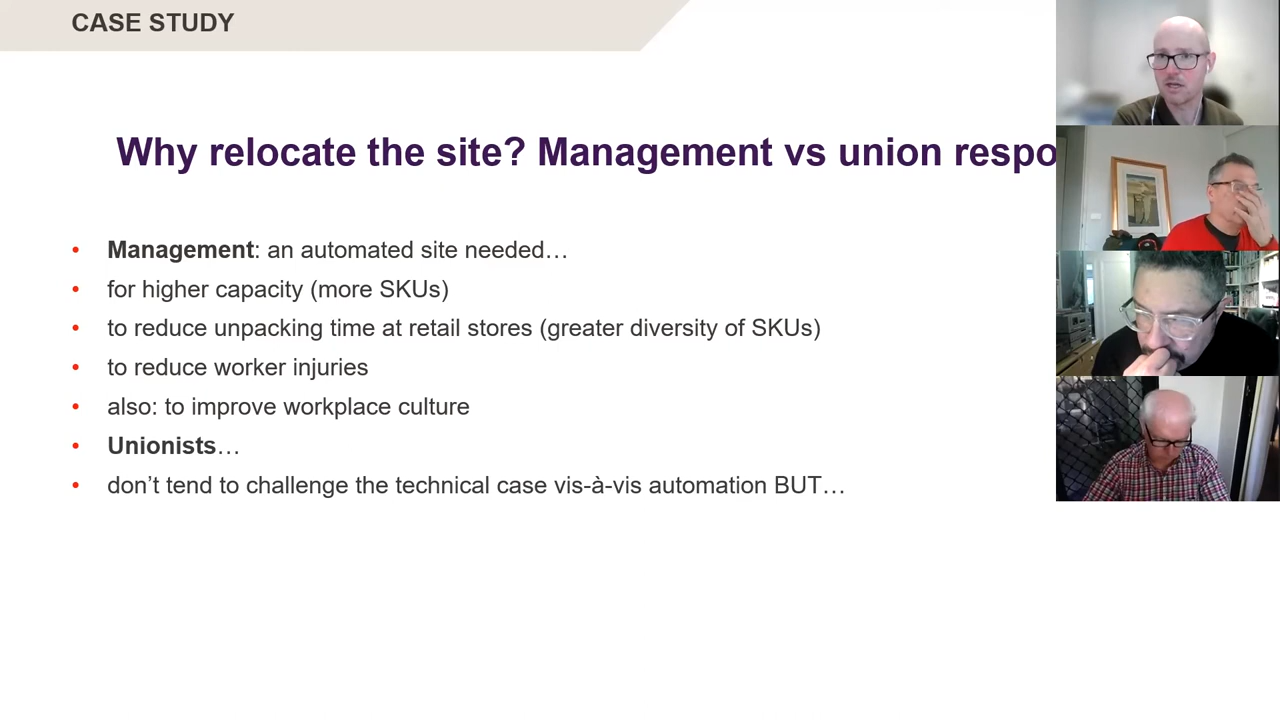 CASE STUDY
Why relocate the site? Management vs union respo
• Management: an automated site needed…
• for higher capacity (more SKUs)
• to reduce unpacking time at retail stores (greater diversity of SKUs)
• to reduce worker injuries
• also: to improve workplace culture
• Unionists…
• don’t tend to challenge the technical case vis-à-vis automation BUT…